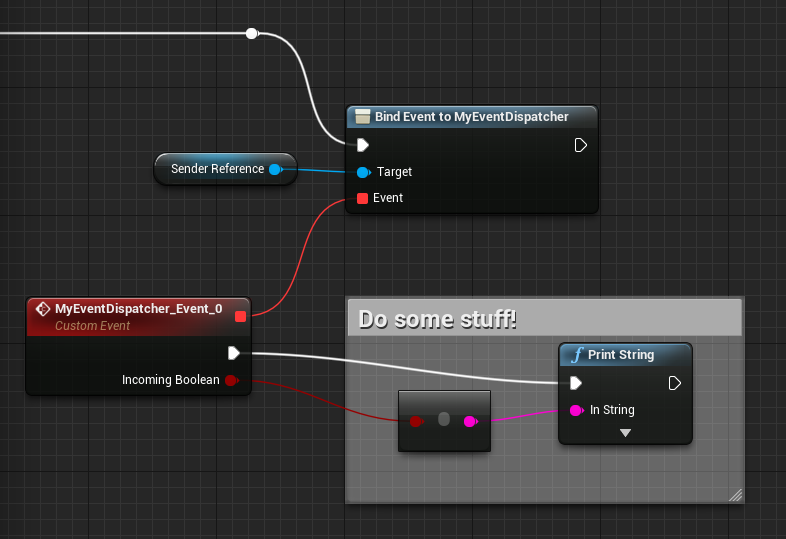 Bind Event to MyEventDispatcher
Sender Reference
Target
Event
MyEventDispatcher_Event_0
Custom Event
Incoming Boolean
Do some stuff!
f Print String
In String